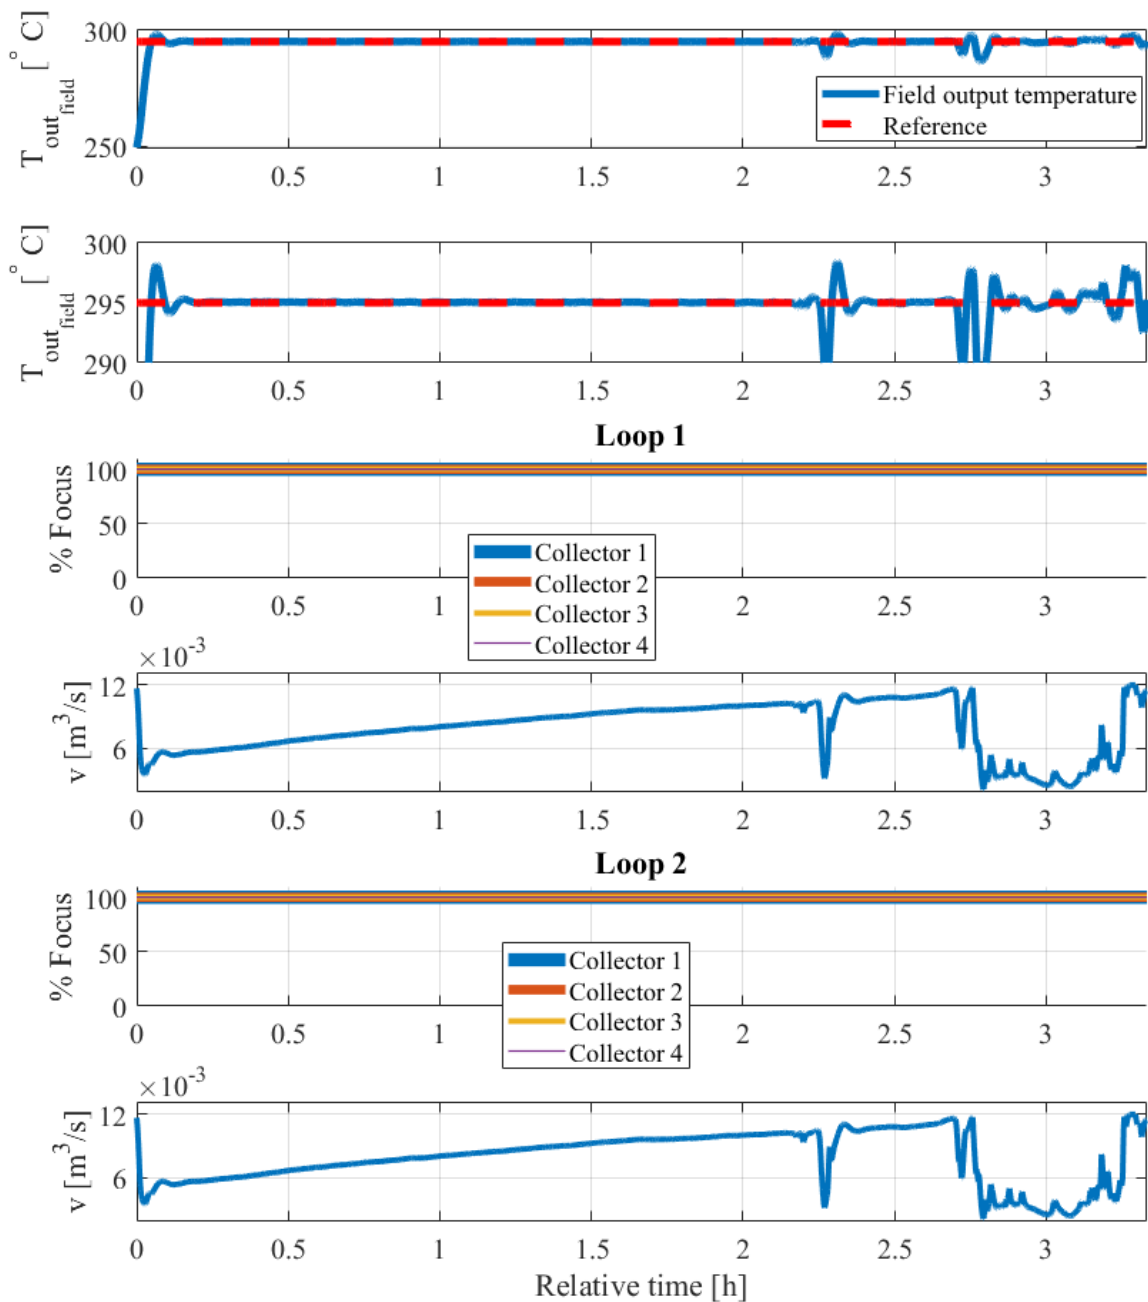 T_out_field [° C]
300
250
Field output temperature
Reference
0 0.5 1 1.5 2 2.5 3
T_out_field [° C]
300
295
290
0 0.5 1 1.5 2 2.5 3
Loop 1
% Focus
100
50
0
Collector 1
Collector 2
Collector 3
Collector 4
0 0.5 1 1.5 2 2.5 3
×10^-3
v [m^3/s]
12
6
0 0.5 1 1.5 2 2.5 3
Loop 2
% Focus
100
50
0
Collector 1
Collector 2
Collector 3
Collector 4
0 0.5 1 1.5 2 2.5 3
×10^-3
v [m^3/s]
12
6
0 0.5 1 1.5 2 2.5 3
Relative time [h]